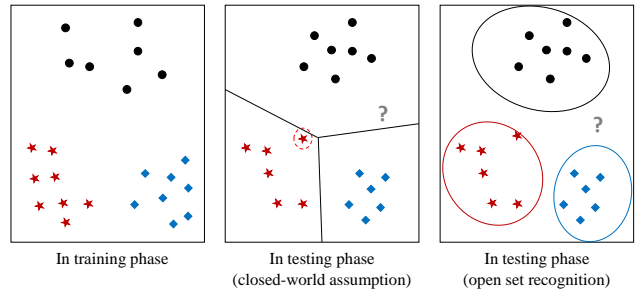 ?
?
In training phase
In testing phase
(closed-world assumption)
In testing phase
(open set recognition)